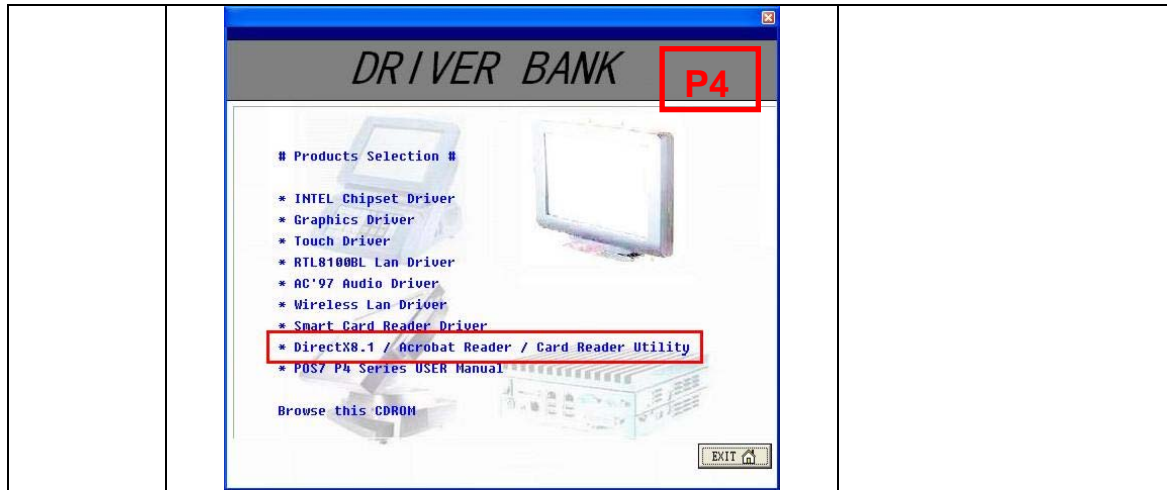 DRIVER BANK
P4
# Products Selection #
* INTEL Chipset Driver
* Graphics Driver
* Touch Driver
* RTL8100BL Lan Driver
* AC'97 Audio Driver
* Wireless Lan Driver
* Smart Card Reader Driver
* DirectX8.1 / Acrobat Reader / Card Reader Utility
* POS7 P4 Series USER Manual
Browse this CDROM
EXIT